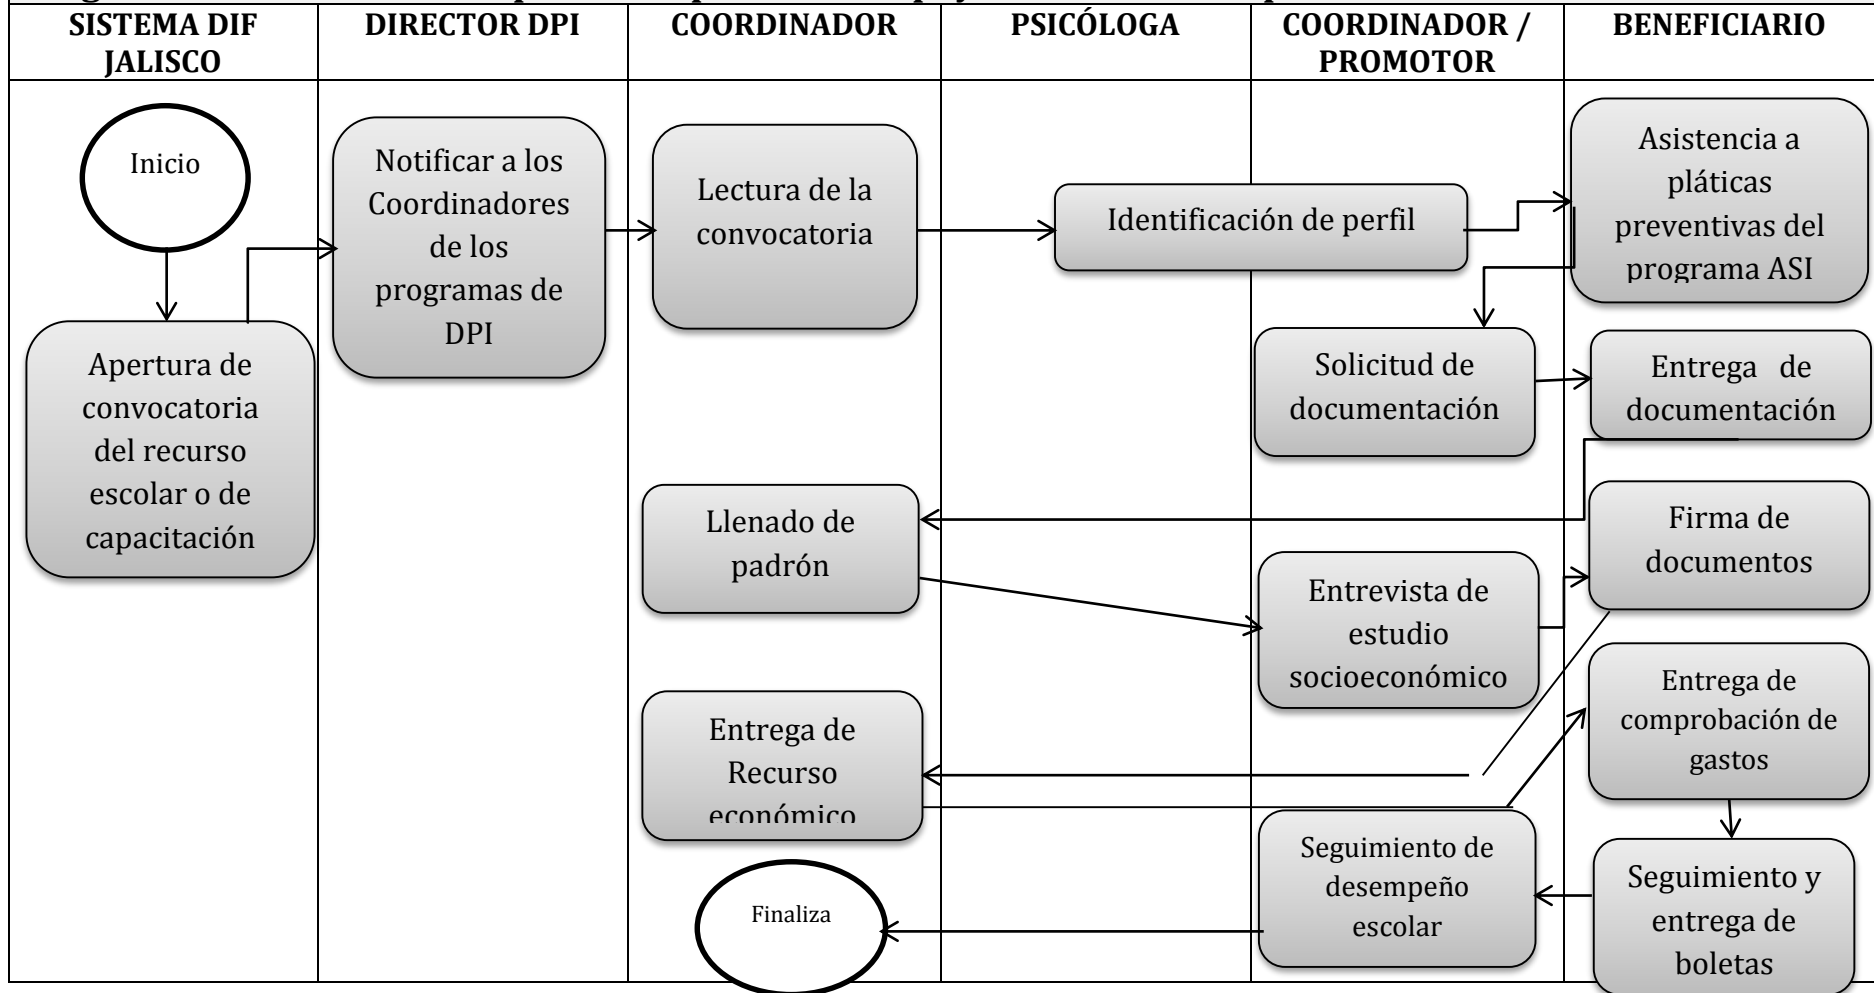 SISTEMA DIF
JALISCO
DIRECTOR DPI
COORDINADOR
PSICÓLOGA
COORDINADOR /
PROMOTOR
BENEFICIARIO
Inicio
Apertura de
convocatoria
del recurso
escolar o de
capacitación
Notificar a los
Coordinadores
de los
programas de
DPI
Lectura de la
convocatoria
Identificación de perfil
Asistencia a
pláticas
preventivas del
programa ASI
Solicitud de
documentación
Entrega de
documentación
Llenado de
padrón
Entrevista de
estudio
socioeconómico
Firma de
documentos
Entrega de
Recurso
económico
Entrega de
comprobación de
gastos
Seguimiento y
entrega de
boletas
Seguimiento de
desempeño
escolar
Finaliza